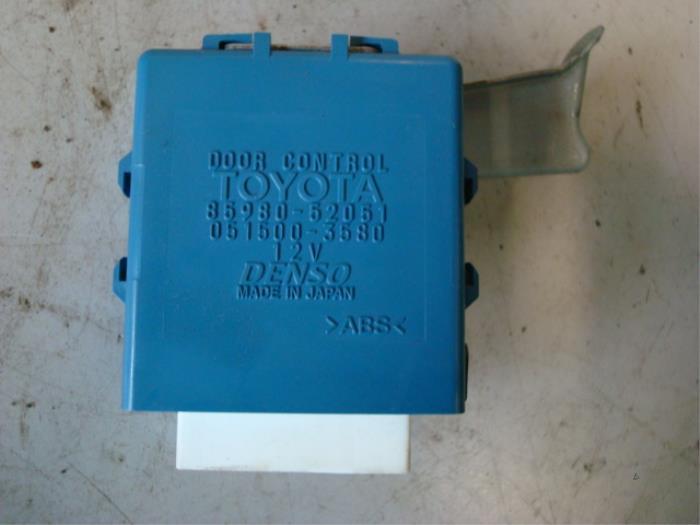 DOOR CONTROL
TOYOTA
85980-52051
051500-3580
12V
DENSO
MADE IN JAPAN
>ABS<